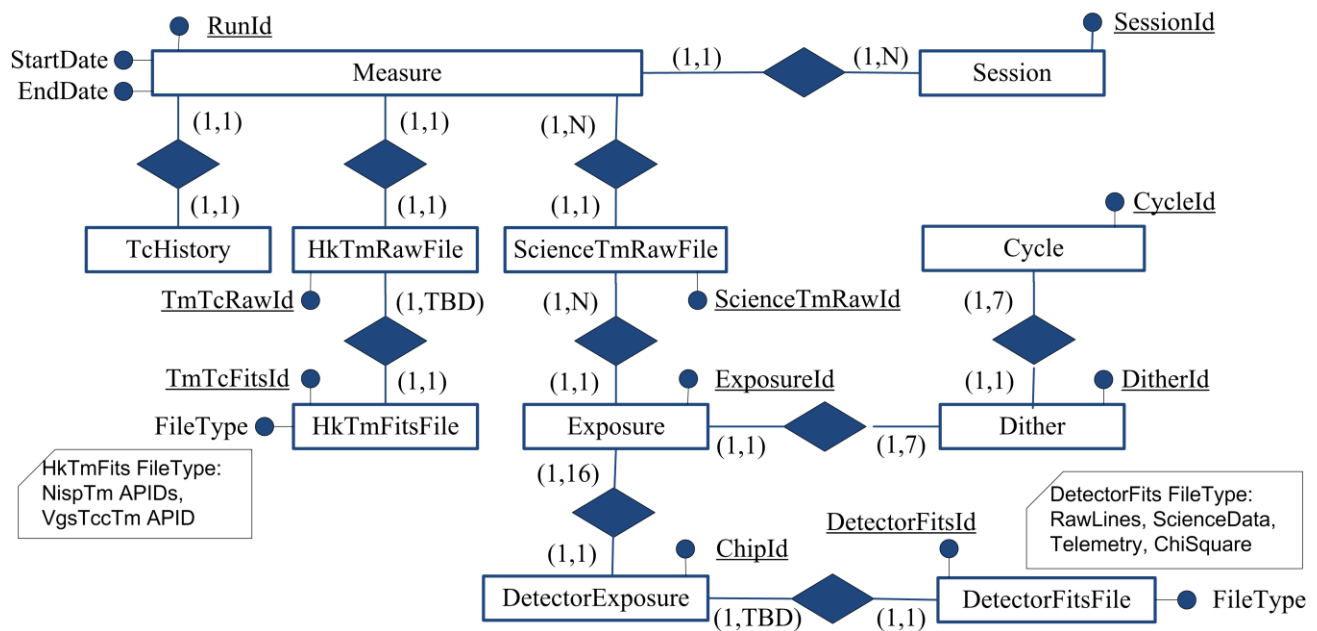 RunId
SessionId
StartDate
EndDate
Measure
(1,1)
(1,N)
Session
(1,1)
(1,1)
(1,N)
(1,1)
(1,1)
(1,1)
CycleId
TcHistory
HkTmRawFile
ScienceTmRawFile
Cycle
TmTcRawId
(1,TBD)
(1,N)
ScienceTmRawId
(1,7)
TmTcFitsId
(1,1)
(1,1)
ExposureId
(1,1)
DitherId
FileType
HkTmFitsFile
Exposure
(1,1)
(1,7)
Dither
HkTmFits FileType:
NispTm APIDs,
VgsTccTm APID
(1,16)
DetectorFits FileType:
RawLines, ScienceData,
Telemetry, ChiSquare
(1,1)
ChipId
DetectorFitsId
DetectorExposure
(1,TBD)
(1,1)
DetectorFitsFile
FileType